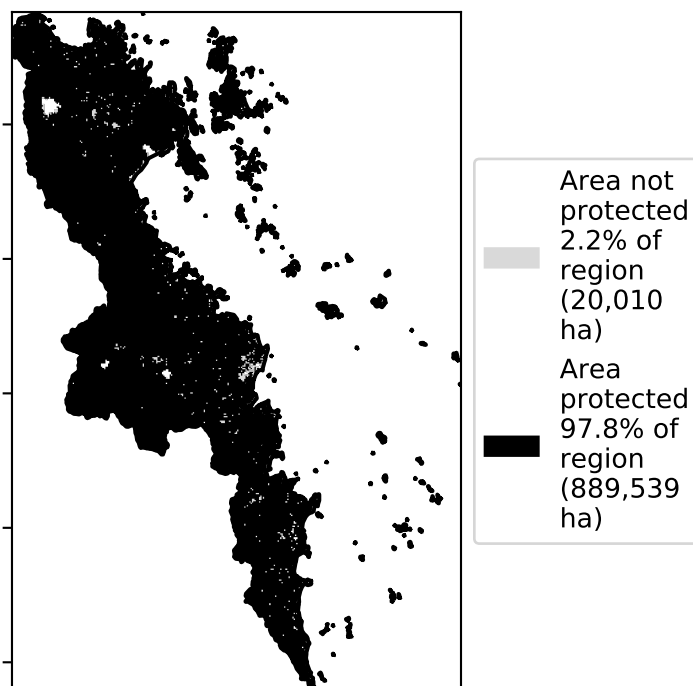 Area not
protected
2.2% of
region
(20,010
ha)
Area
protected
97.8% of
region
(889,539
ha)